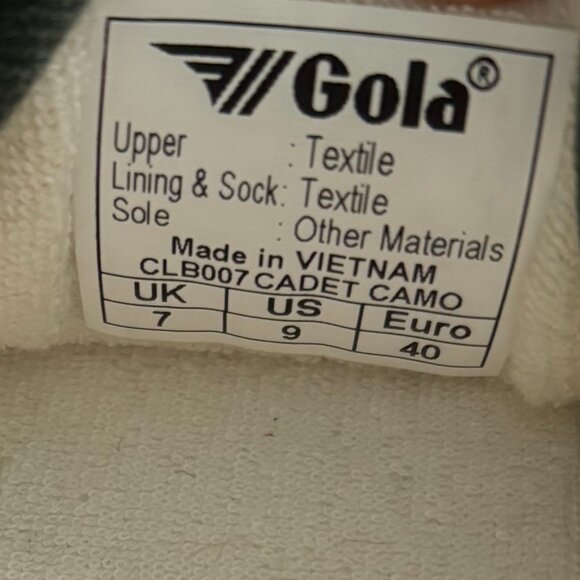 Gola®
Upper : Textile
Lining & Sock: Textile
Sole : Other Materials
Made in VIETNAM
CLB007 CADET CAMO
UK US Euro
7 9 40